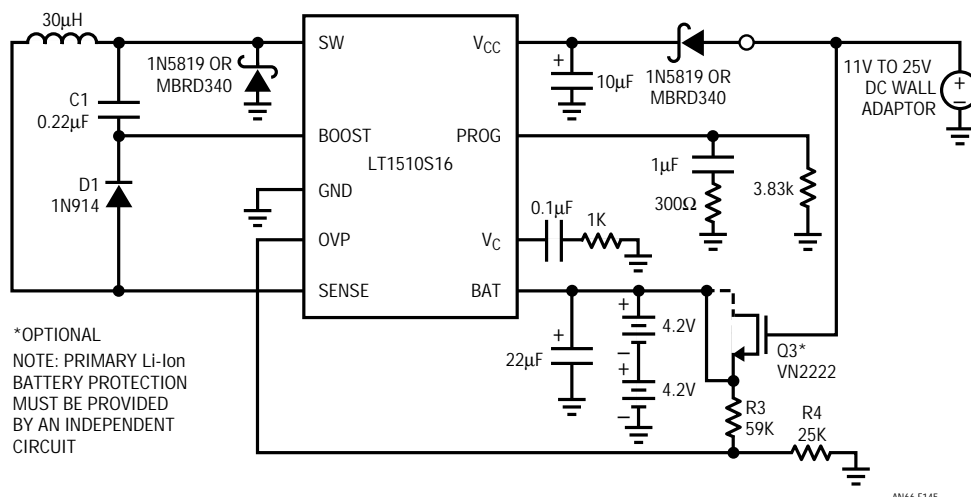 30µH
SW
VCC
1N5819 OR
MBRD340
+
10µF
1N5819 OR
MBRD340
11V TO 25V
DC WALL
ADAPTOR
+
–
C1
0.22µF
BOOST
PROG
LT1510S16
1µF
3.83k
D1
1N914
GND
300Ω
0.1µF
1K
OVP
VC
SENSE
BAT
*OPTIONAL
NOTE: PRIMARY Li-Ion
BATTERY PROTECTION
MUST BE PROVIDED
BY AN INDEPENDENT
CIRCUIT
+
22µF
+
4.2V
–
+
4.2V
–
Q3*
VN2222
R3
59K
R4
25K
AN66 F145